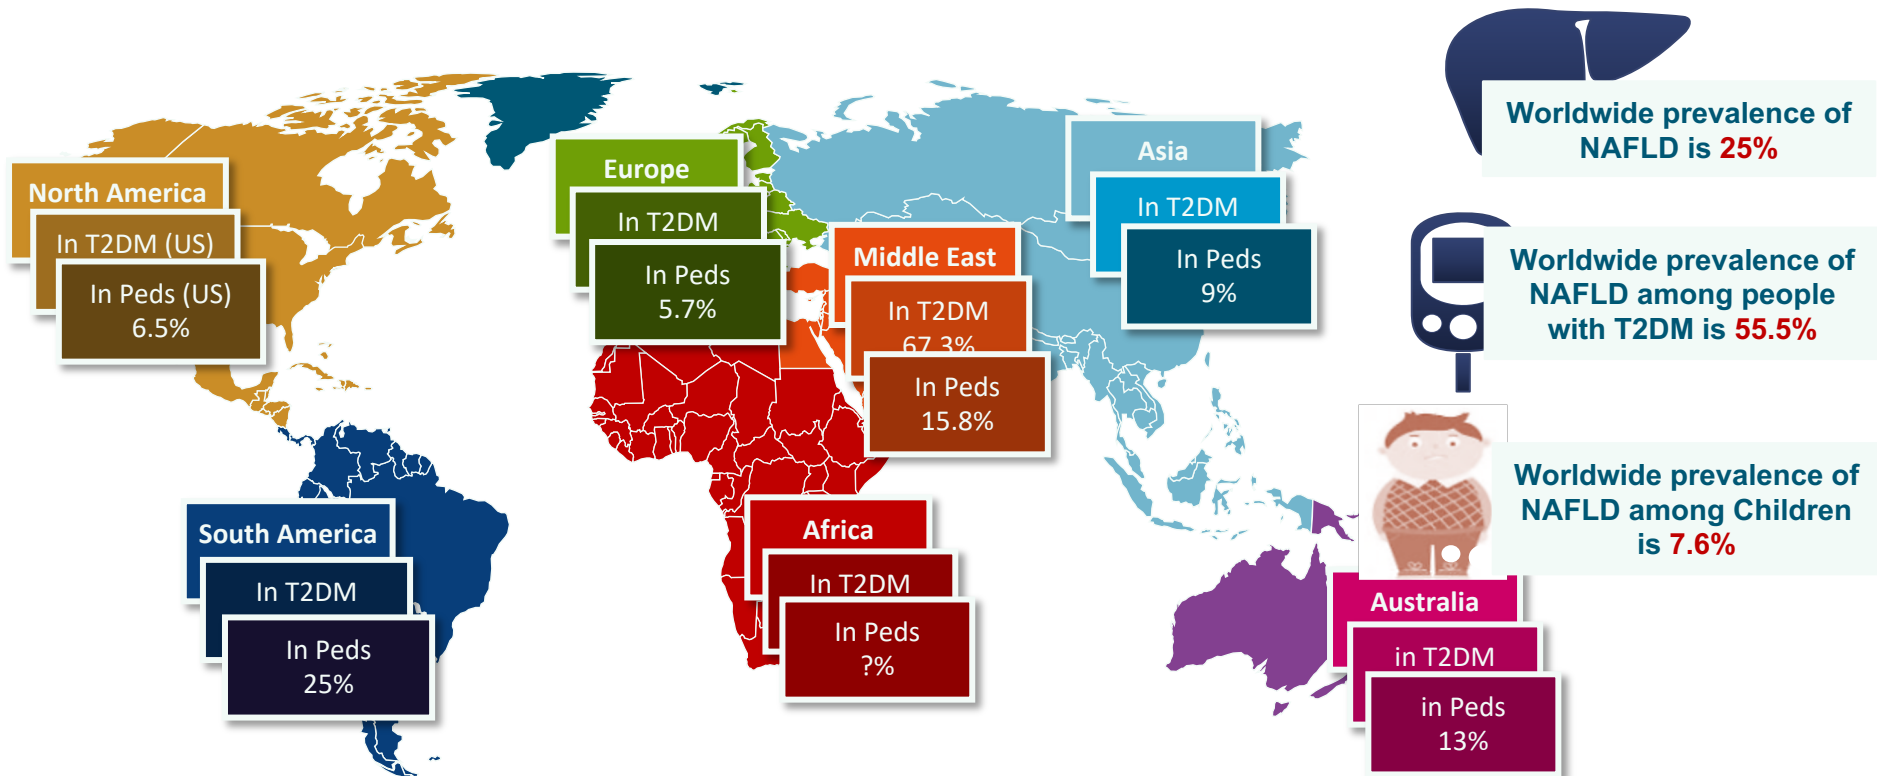 North America
In T2DM (US)
In Peds (US)
6.5%
South America
In T2DM
In Peds
25%
Europe
In T2DM
In Peds
5.7%
Middle East
In T2DM
67.3%
In Peds
15.8%
Africa
In T2DM
In Peds
?%
Asia
In T2DM
In Peds
9%
Australia
in T2DM
in Peds
13%
Worldwide prevalence of
NAFLD is 25%
Worldwide prevalence of
NAFLD among people
with T2DM is 55.5%
Worldwide prevalence of
NAFLD among Children
is 7.6%